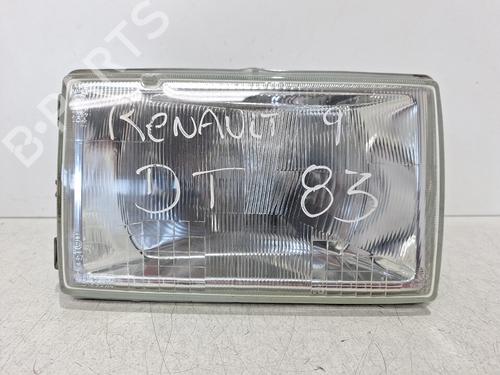 B-PARTS
RENAULT 9
DT 83